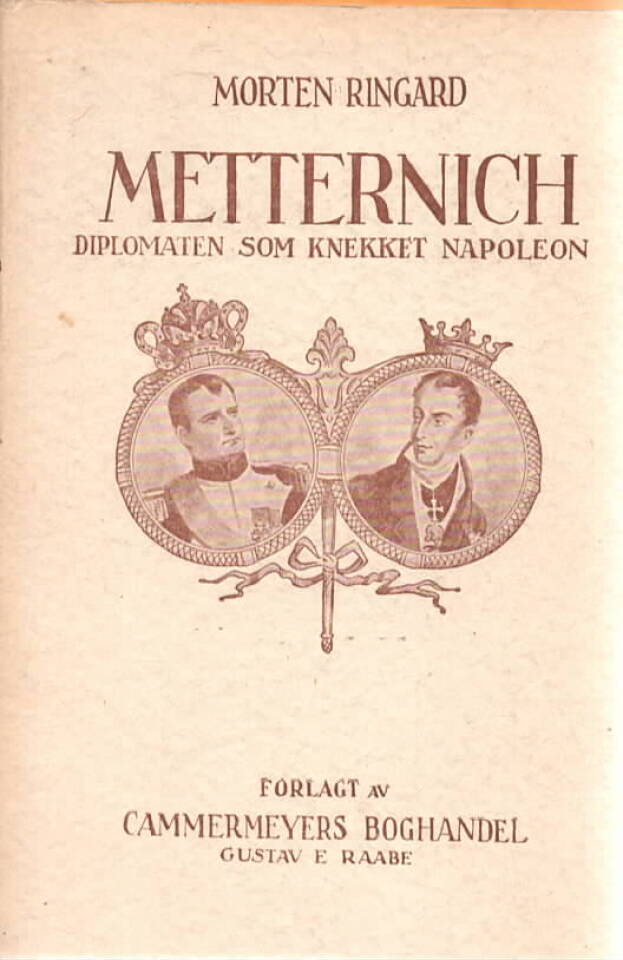 MORTEN RINGARD
METTERNICH
DIPLOMATEN SOM KNEKKET NAPOLEON
FORLAGT AV
CAMMERMEYERS BOGHANDEL
GUSTAV E RAABE